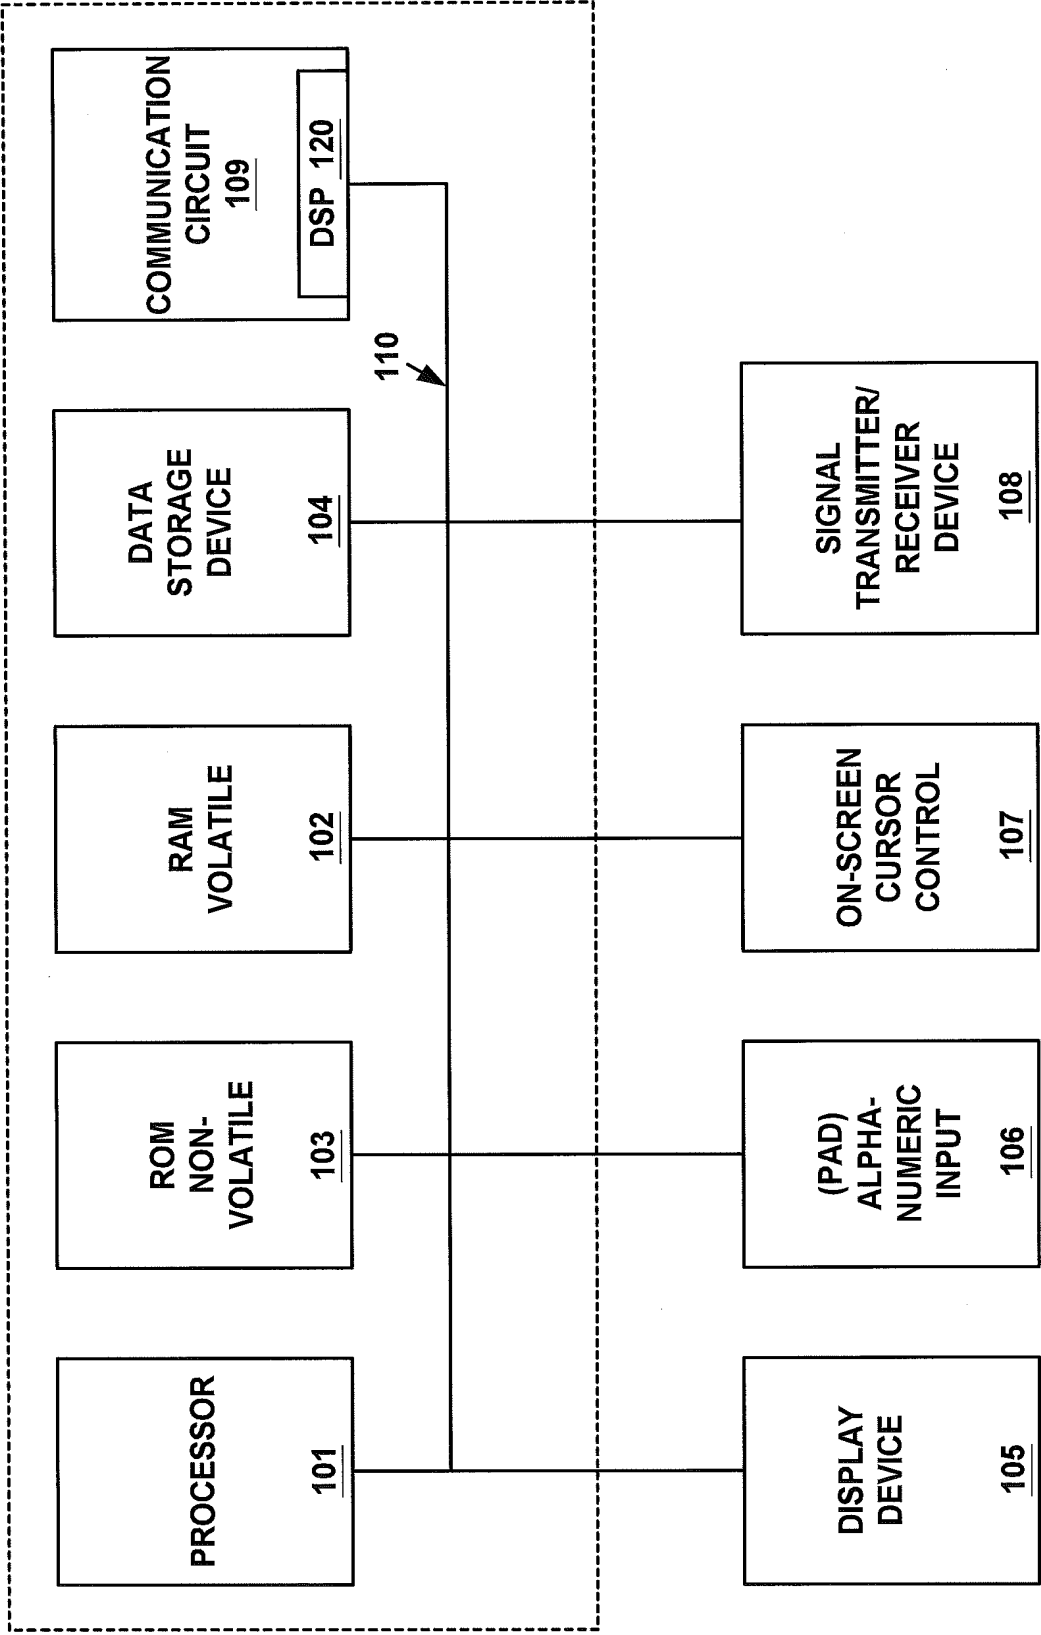 PROCESSOR
101
ROM
NON-
VOLATILE
103
RAM
VOLATILE
102
DATA
STORAGE
DEVICE
104
COMMUNICATION
CIRCUIT
109
DSP 120
110
DISPLAY
DEVICE
105
(PAD)
ALPHA-
NUMERIC
INPUT
106
ON-SCREEN
CURSOR
CONTROL
107
SIGNAL
TRANSMITTER/
RECEIVER
DEVICE
108